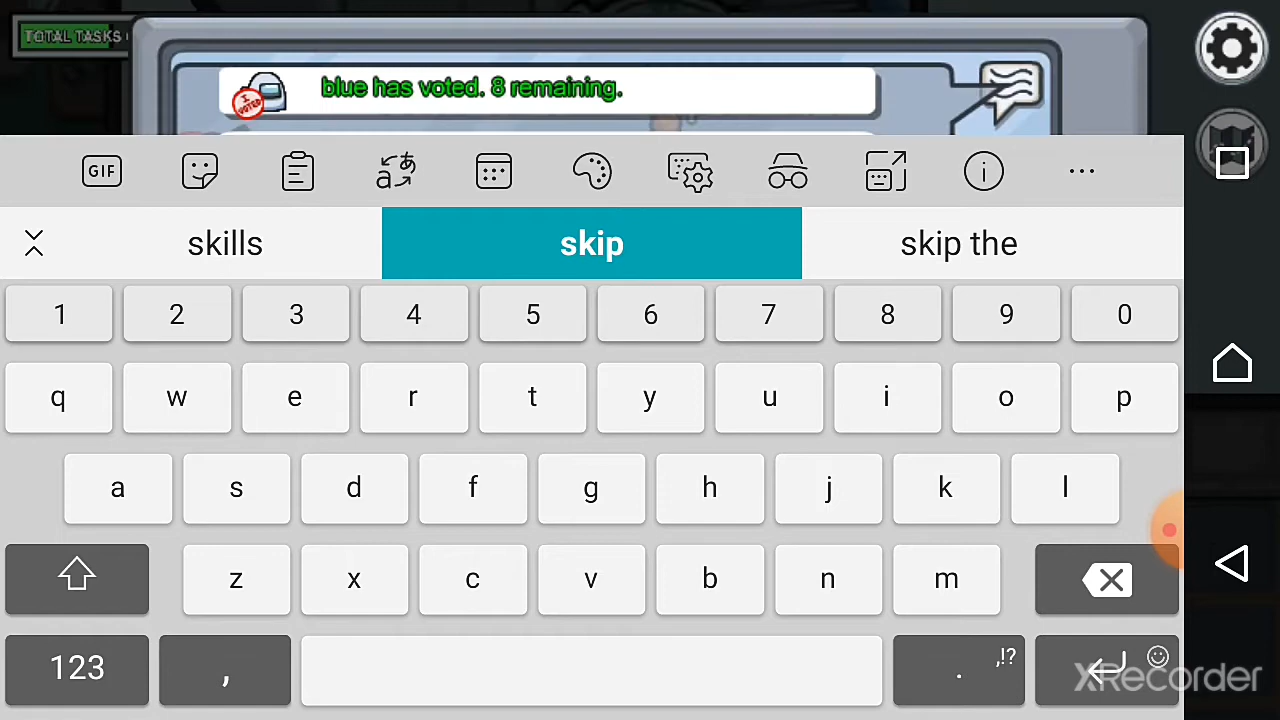 TOTAL TASKS
I VOTED
blue has voted. 8 remaining.
GIF
skills
skip
skip the
1 2 3 4 5 6 7 8 9 0
q w e r t y u i o p
a s d f g h j k l
z x c v b n m
123 , . ,!?
XRecorder